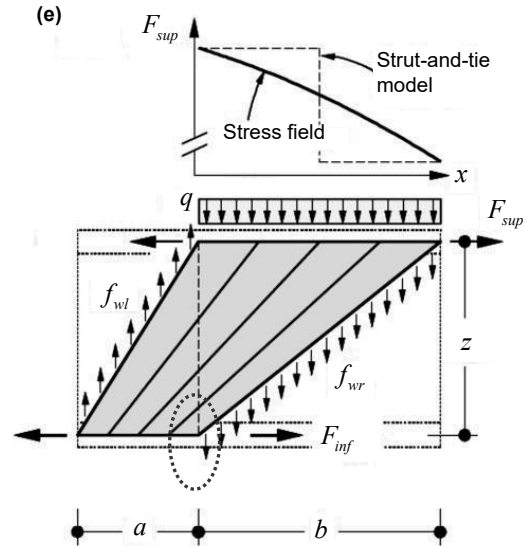 (e)
F_sup
Strut-and-tie
model
Stress field
x
q
F_sup
f_wl
f_wr
z
F_inf
a
b